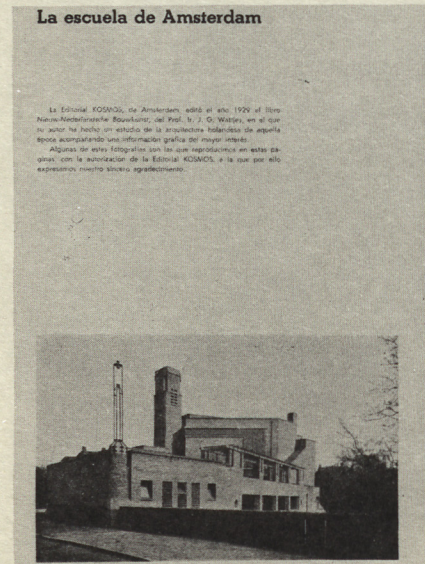 La escuela de Amsterdam
La Editorial KOSMOS, de Amsterdam, editó el año 1929 el libro
Nieuw-Nederlansche Bouwkunst, del Prof. Ir. J. G. Wattjes, en el que
su autor ha hecho un estudio de la arquitectura holandesa de aquella
época acompañando una información gráfica del mayor interés.
Algunas de estas fotografías son las que reproducimos en estas pá-
ginas, con la autorización de la Editorial KOSMOS, a la que por ello
expresamos nuestro sincero agradecimiento.